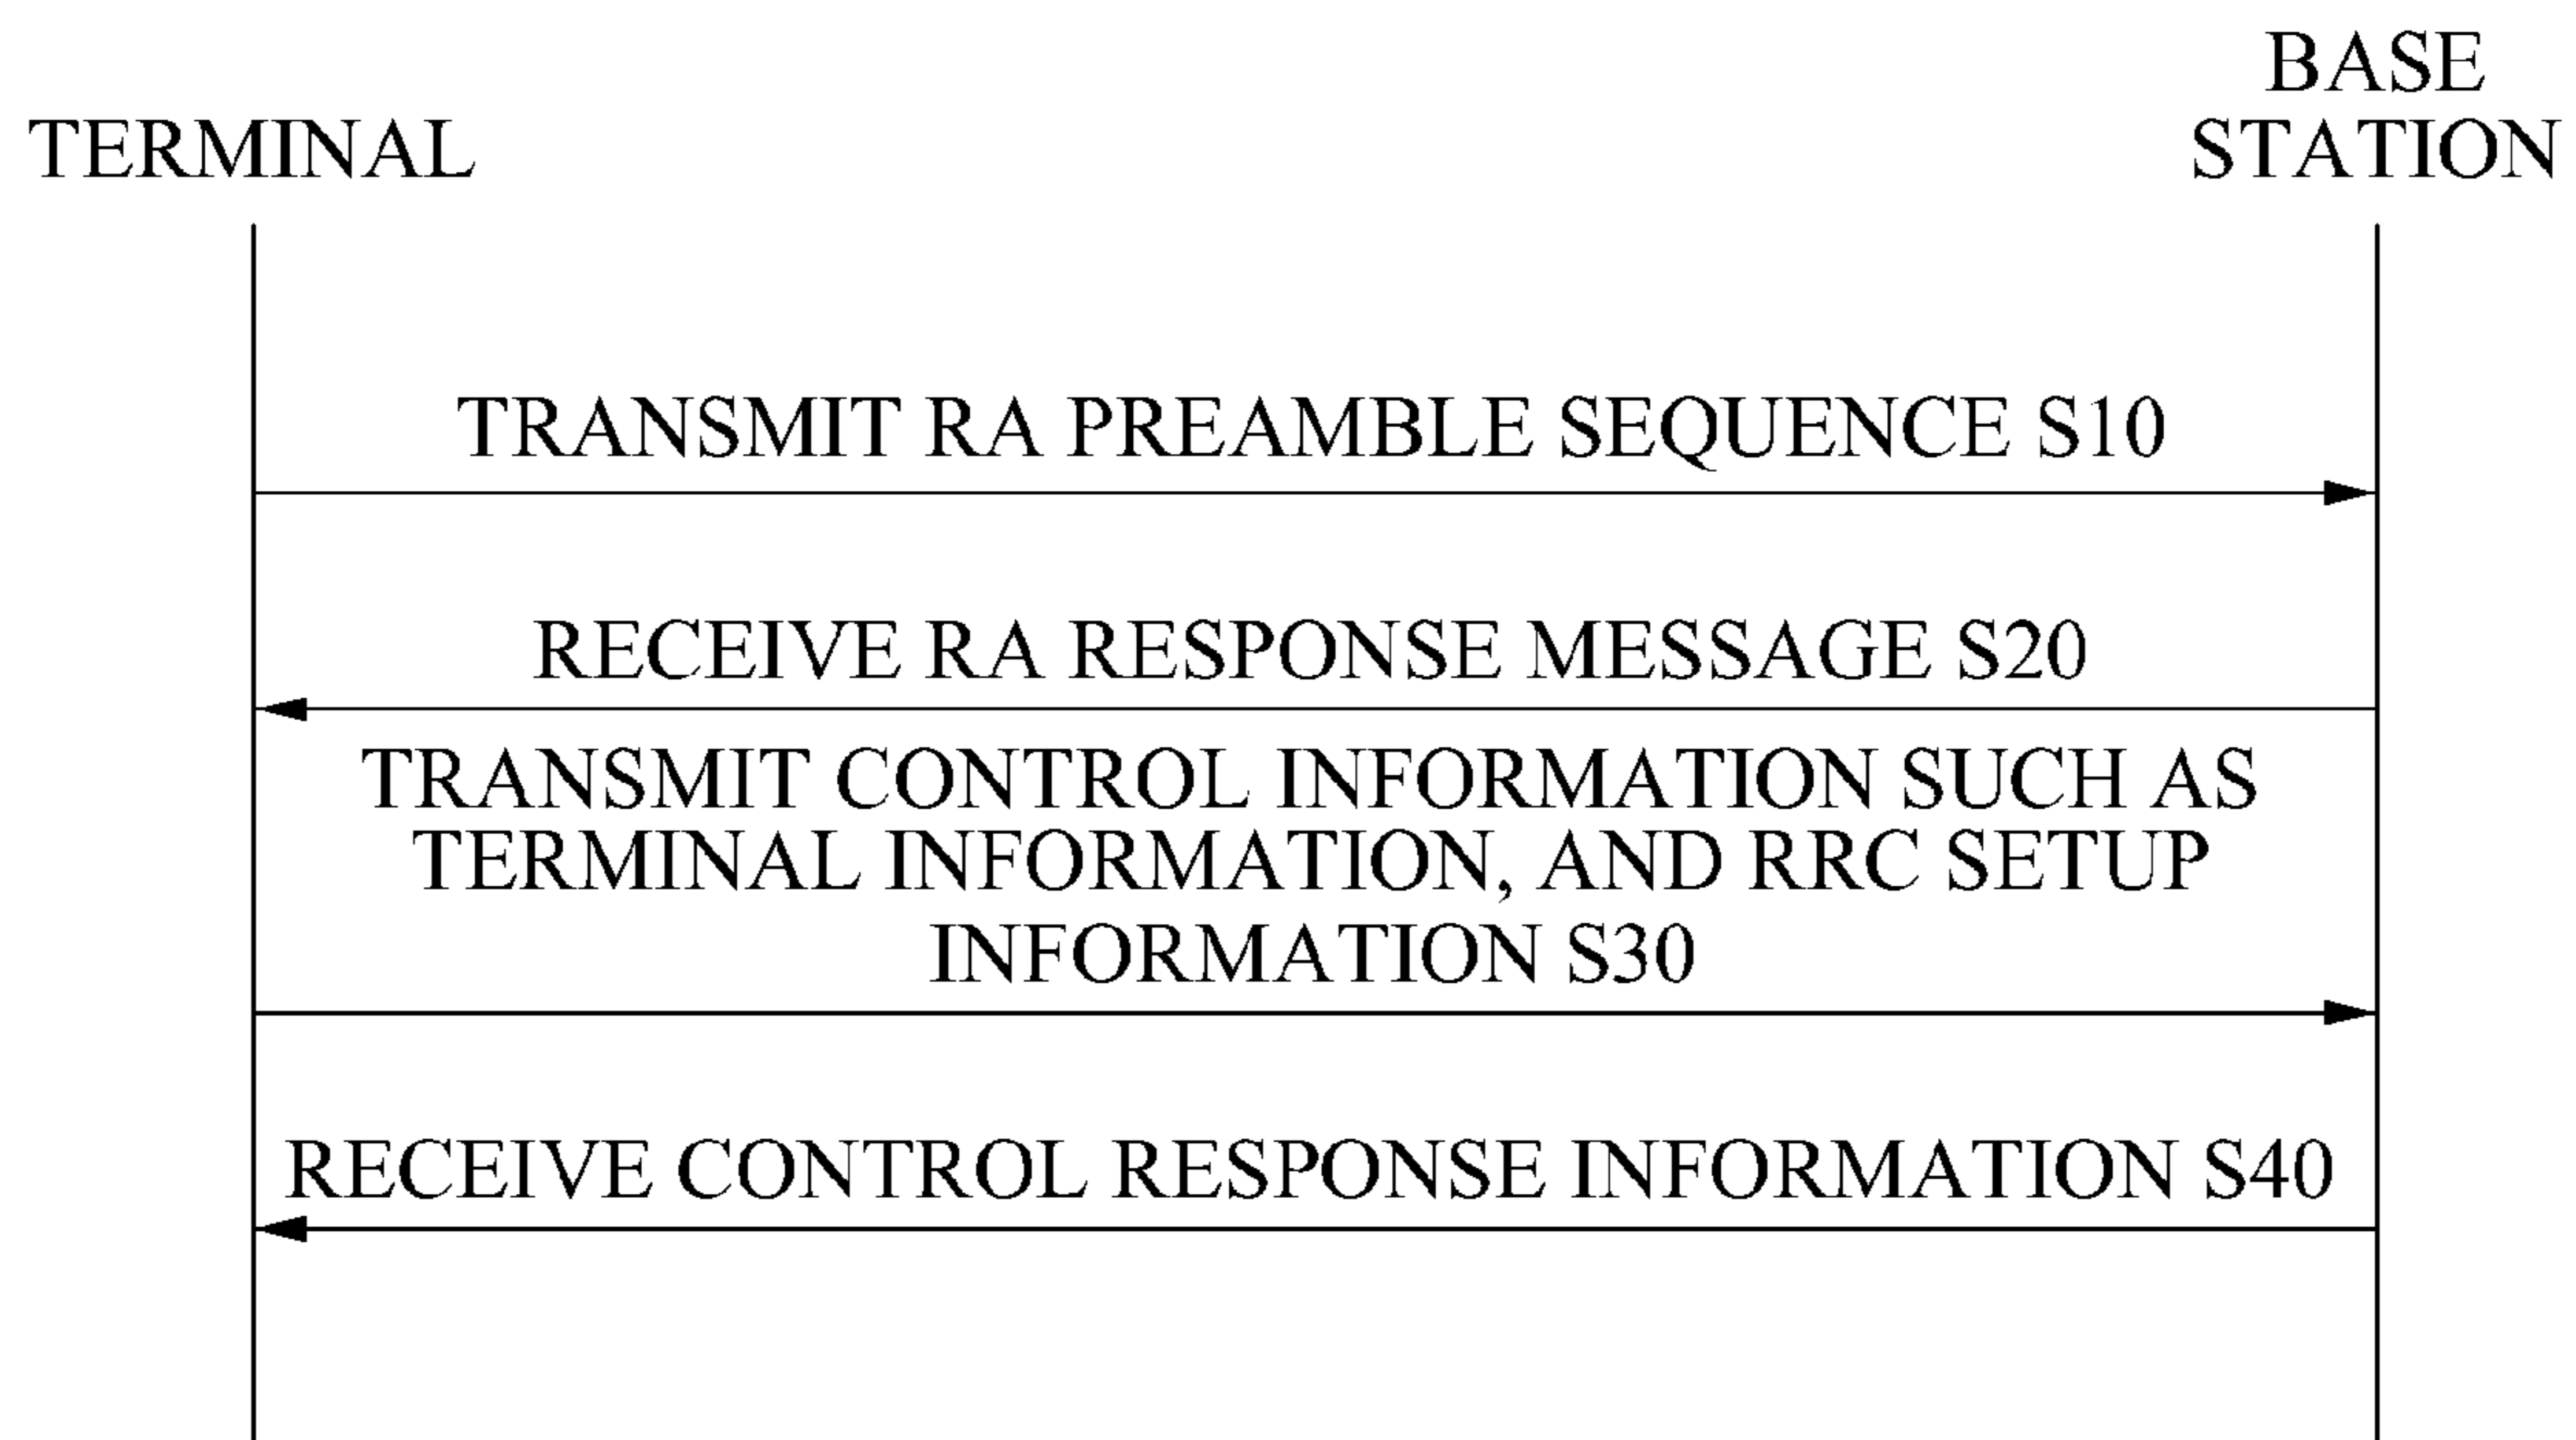 TERMINAL
BASE
STATION
TRANSMIT RA PREAMBLE SEQUENCE S10
RECEIVE RA RESPONSE MESSAGE S20
TRANSMIT CONTROL INFORMATION SUCH AS
TERMINAL INFORMATION, AND RRC SETUP
INFORMATION S30
RECEIVE CONTROL RESPONSE INFORMATION S40